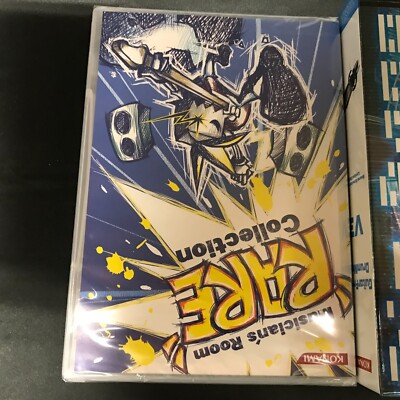 Musician's Room
"RARE"
Collection
KONAMI